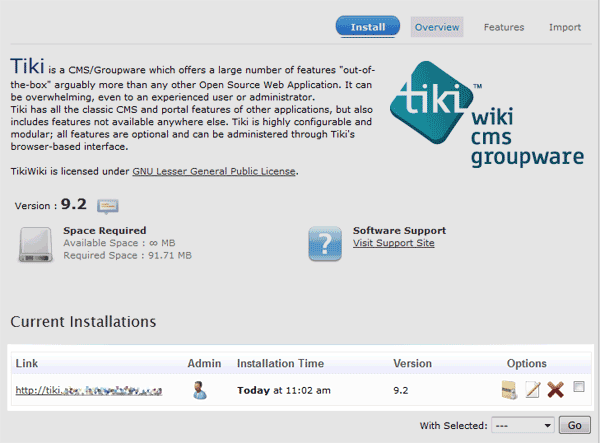 Install Overview Features Import
Tiki is a CMS/Groupware which offers a large number of features "out-of-
the-box" arguably more than any other Open Source Web Application. It can
be overwhelming, even to an experienced user or administrator.
Tiki has all the classic CMS and portal features of other applications, but also
includes features not available anywhere else. Tiki is highly configurable and
modular; all features are optional and can be administered through Tiki's
browser-based interface.
tiki™
wiki
cms
groupware
TikiWiki is licensed under GNU Lesser General Public License.
Version : 9.2
Space Required
Available Space : ∞ MB
Required Space : 91.71 MB
Software Support
Visit Support Site
Current Installations
Link Admin Installation Time Version Options
http://tiki. Today at 11:02 am 9.2
With Selected: --- Go